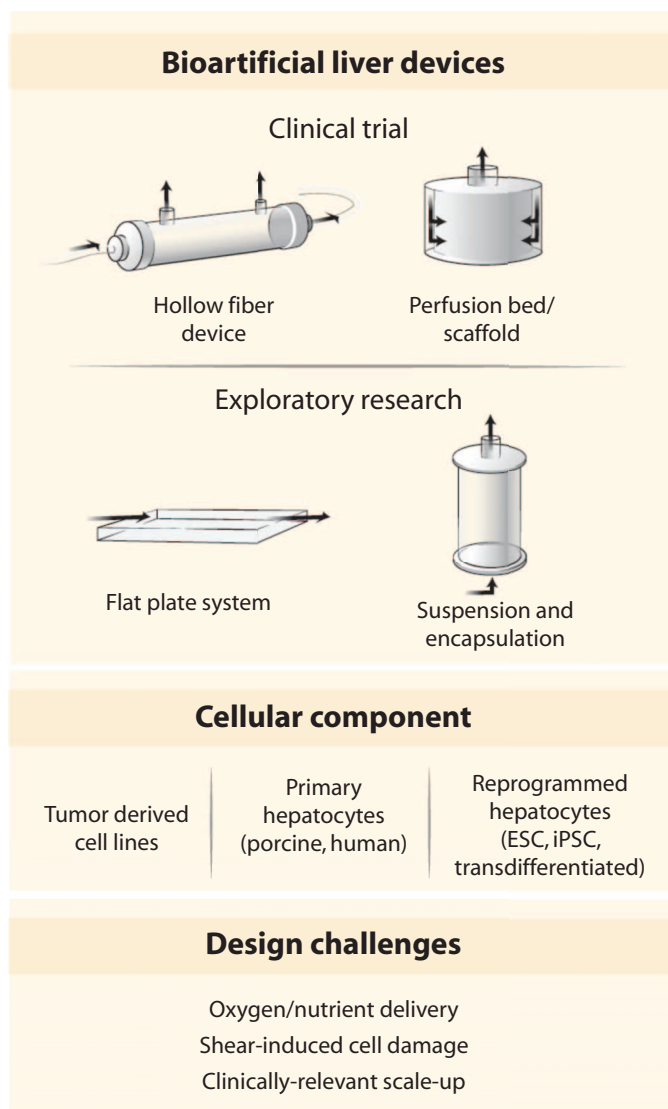 Bioartificial liver devices
Clinical trial
Hollow fiber
device
Perfusion bed/
scaffold
Exploratory research
Flat plate system
Suspension and
encapsulation
Cellular component
Tumor derived
cell lines
Primary
hepatocytes
(porcine, human)
Reprogrammed
hepatocytes
(ESC, iPSC,
transdifferentiated)
Design challenges
Oxygen/nutrient delivery
Shear-induced cell damage
Clinically-relevant scale-up